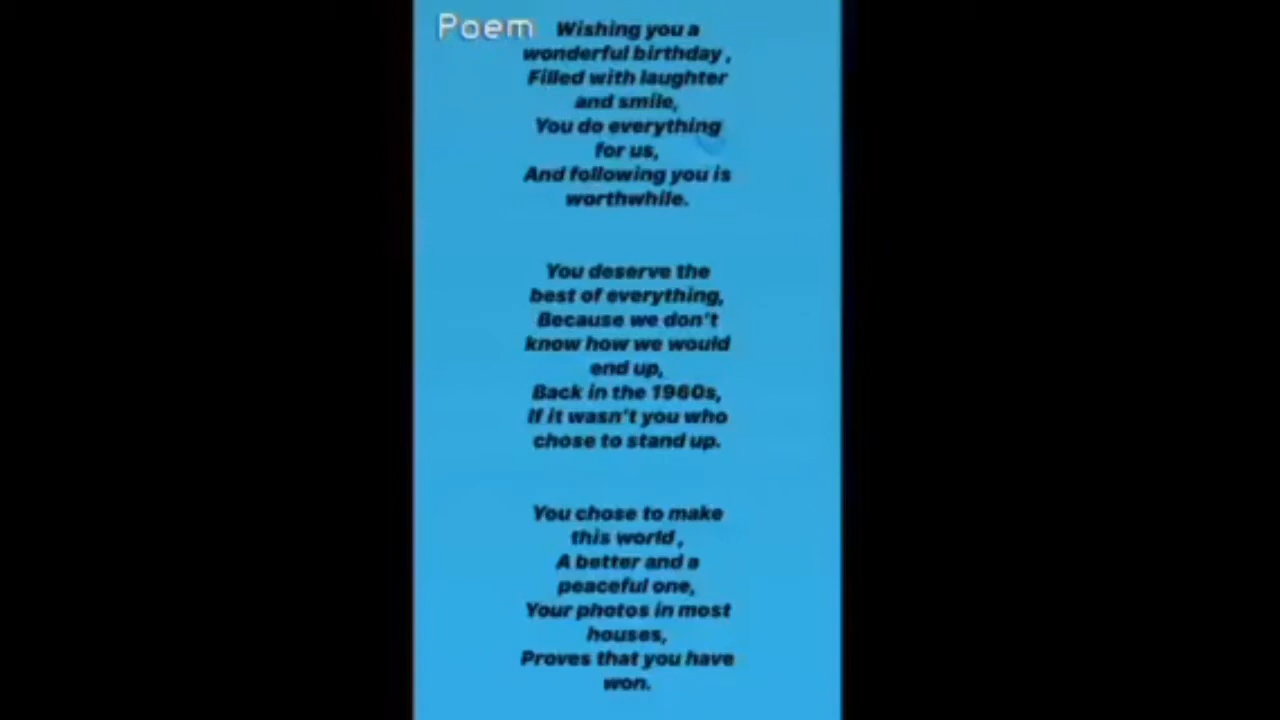 Poem
Wishing you a
wonderful birthday ,
Filled with laughter
and smile,
You do everything
for us,
And following you is
worthwhile.
You deserve the
best of everything,
Because we don't
know how we would
end up,
Back in the 1960s,
If it wasn't you who
chose to stand up.
You chose to make
this world ,
A better and a
peaceful one,
Your photos in most
houses,
Proves that you have
won.